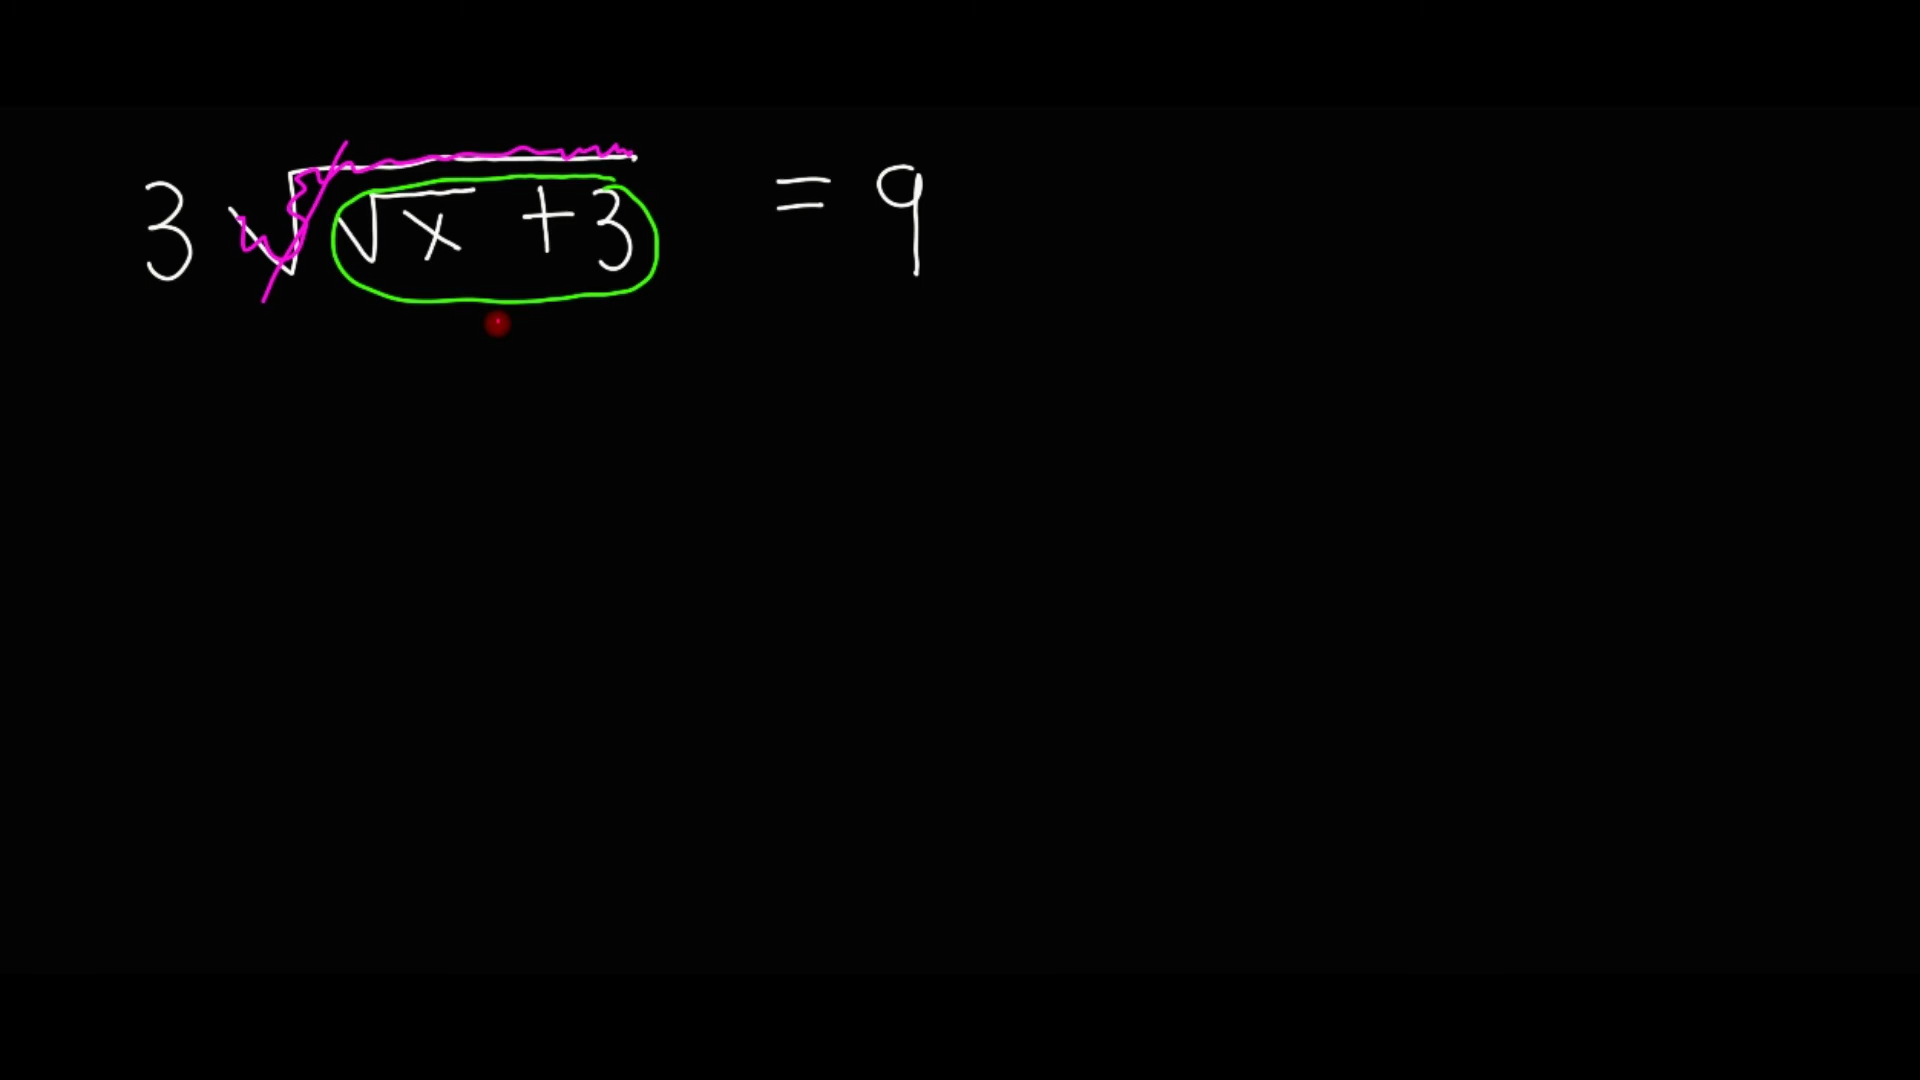 3 √(√x + 3) = 9